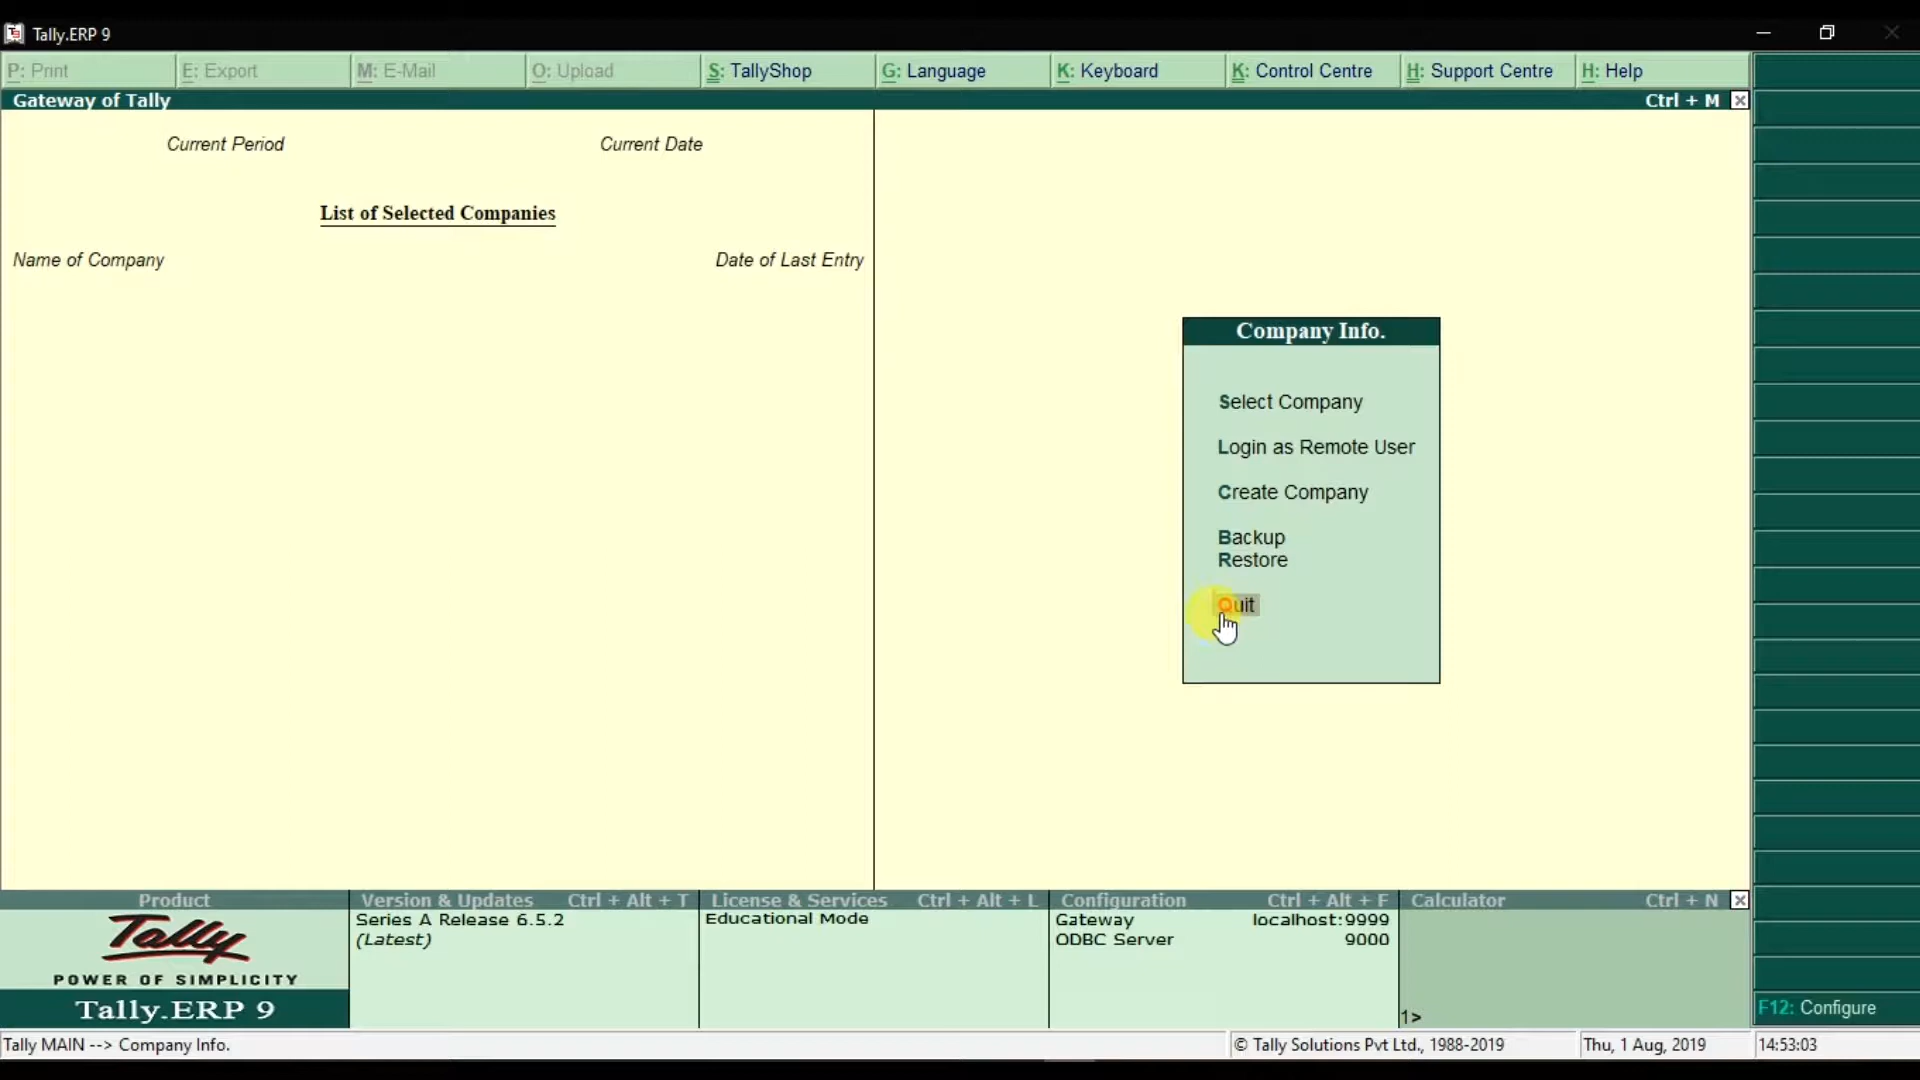 Tally.ERP 9
P: Print E: Export M: E-Mail O: Upload S: TallyShop G: Language K: Keyboard K: Control Centre H: Support Centre H: Help
Gateway of Tally Ctrl + M
Current Period Current Date
List of Selected Companies
Name of Company Date of Last Entry
Company Info.
Select Company
Login as Remote User
Create Company
Backup
Restore
Quit
Product Version & Updates Ctrl + Alt + T License & Services Ctrl + Alt + L Configuration Ctrl + Alt + F Calculator Ctrl + N
Series A Release 6.5.2 Educational Mode Gateway localhost:9999
(Latest) ODBC Server 9000
Tally
POWER OF SIMPLICITY
Tally.ERP 9
1>
F12: Configure
Tally MAIN --> Company Info. © Tally Solutions Pvt Ltd., 1988-2019 Thu, 1 Aug, 2019 14:53:03